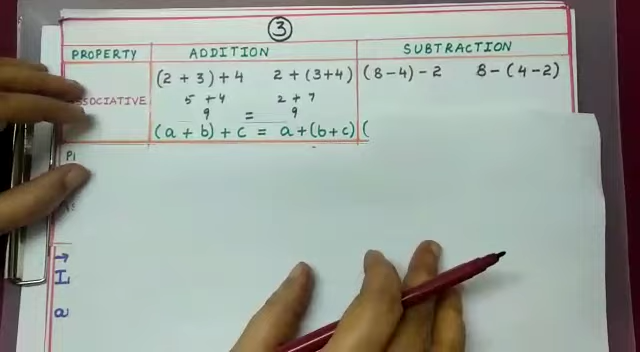 3
PROPERTY ADDITION SUBTRACTION
(2 + 3) + 4 2 + (3+4) (8-4) - 2 8 - (4-2)
SSOCIATIVE 5 + 4 2 + 7
9 = 9
(a + b) + c = a + (b+c) (